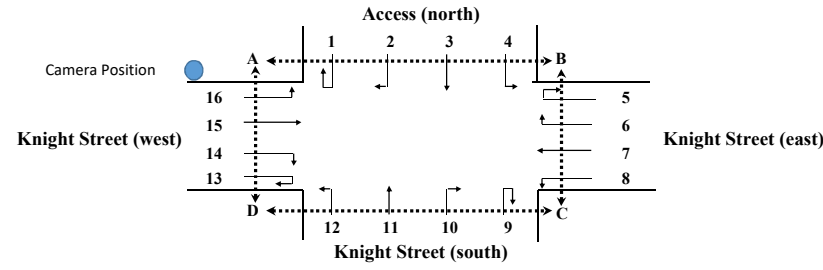 Access (north)
A 1 2 3 4 B
Camera Position
16 5
15 6
Knight Street (west) Knight Street (east)
14 7
13 8
D 12 11 10 9 C
Knight Street (south)